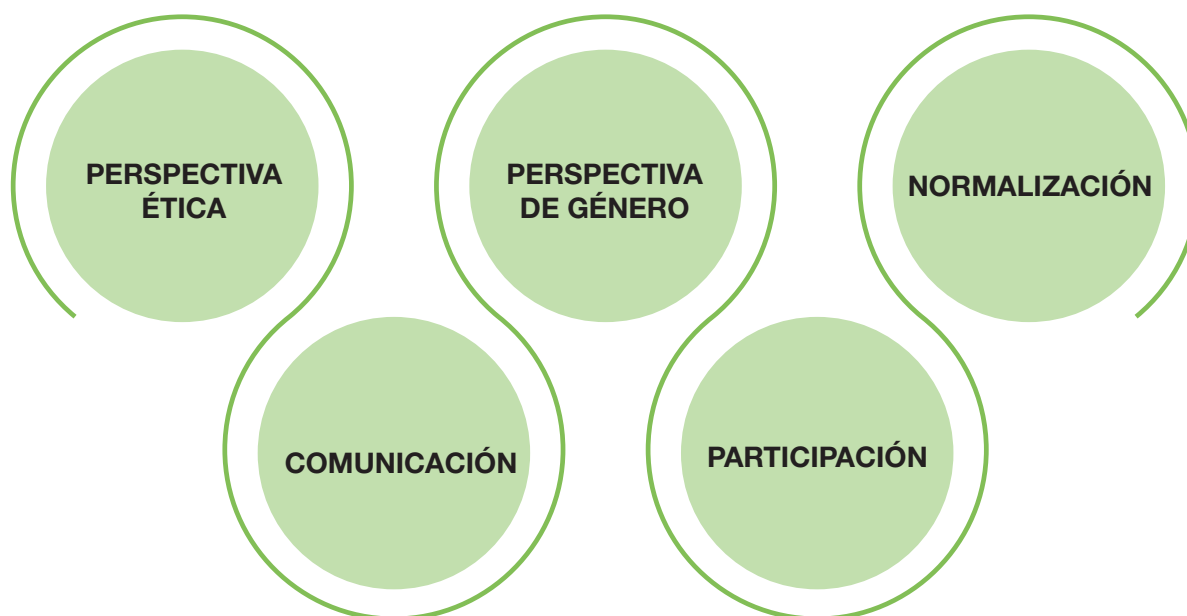 PERSPECTIVA
ÉTICA
PERSPECTIVA
DE GÉNERO
NORMALIZACIÓN
COMUNICACIÓN
PARTICIPACIÓN